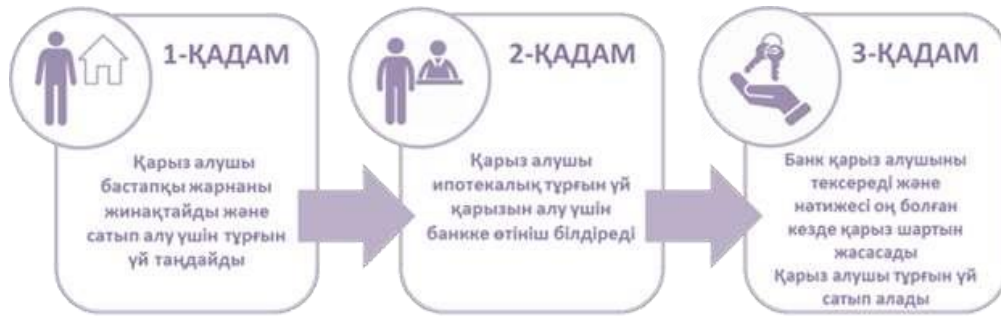 1-ҚАДАМ
Қарыз алушы
бастапқы жарнаны
жинақтайды және
сатып алу үшін тұрғын
үй таңдайды
2-ҚАДАМ
Қарыз алушы
ипотекалық тұрғын үй
қарызын алу үшін
банкке өтініш білдіреді
3-ҚАДАМ
Банк қарыз алушыны
тексереді және
нәтижесі оң болған
кезде қарыз шартын
жасасады
Қарыз алушы тұрғын үй
сатып алады